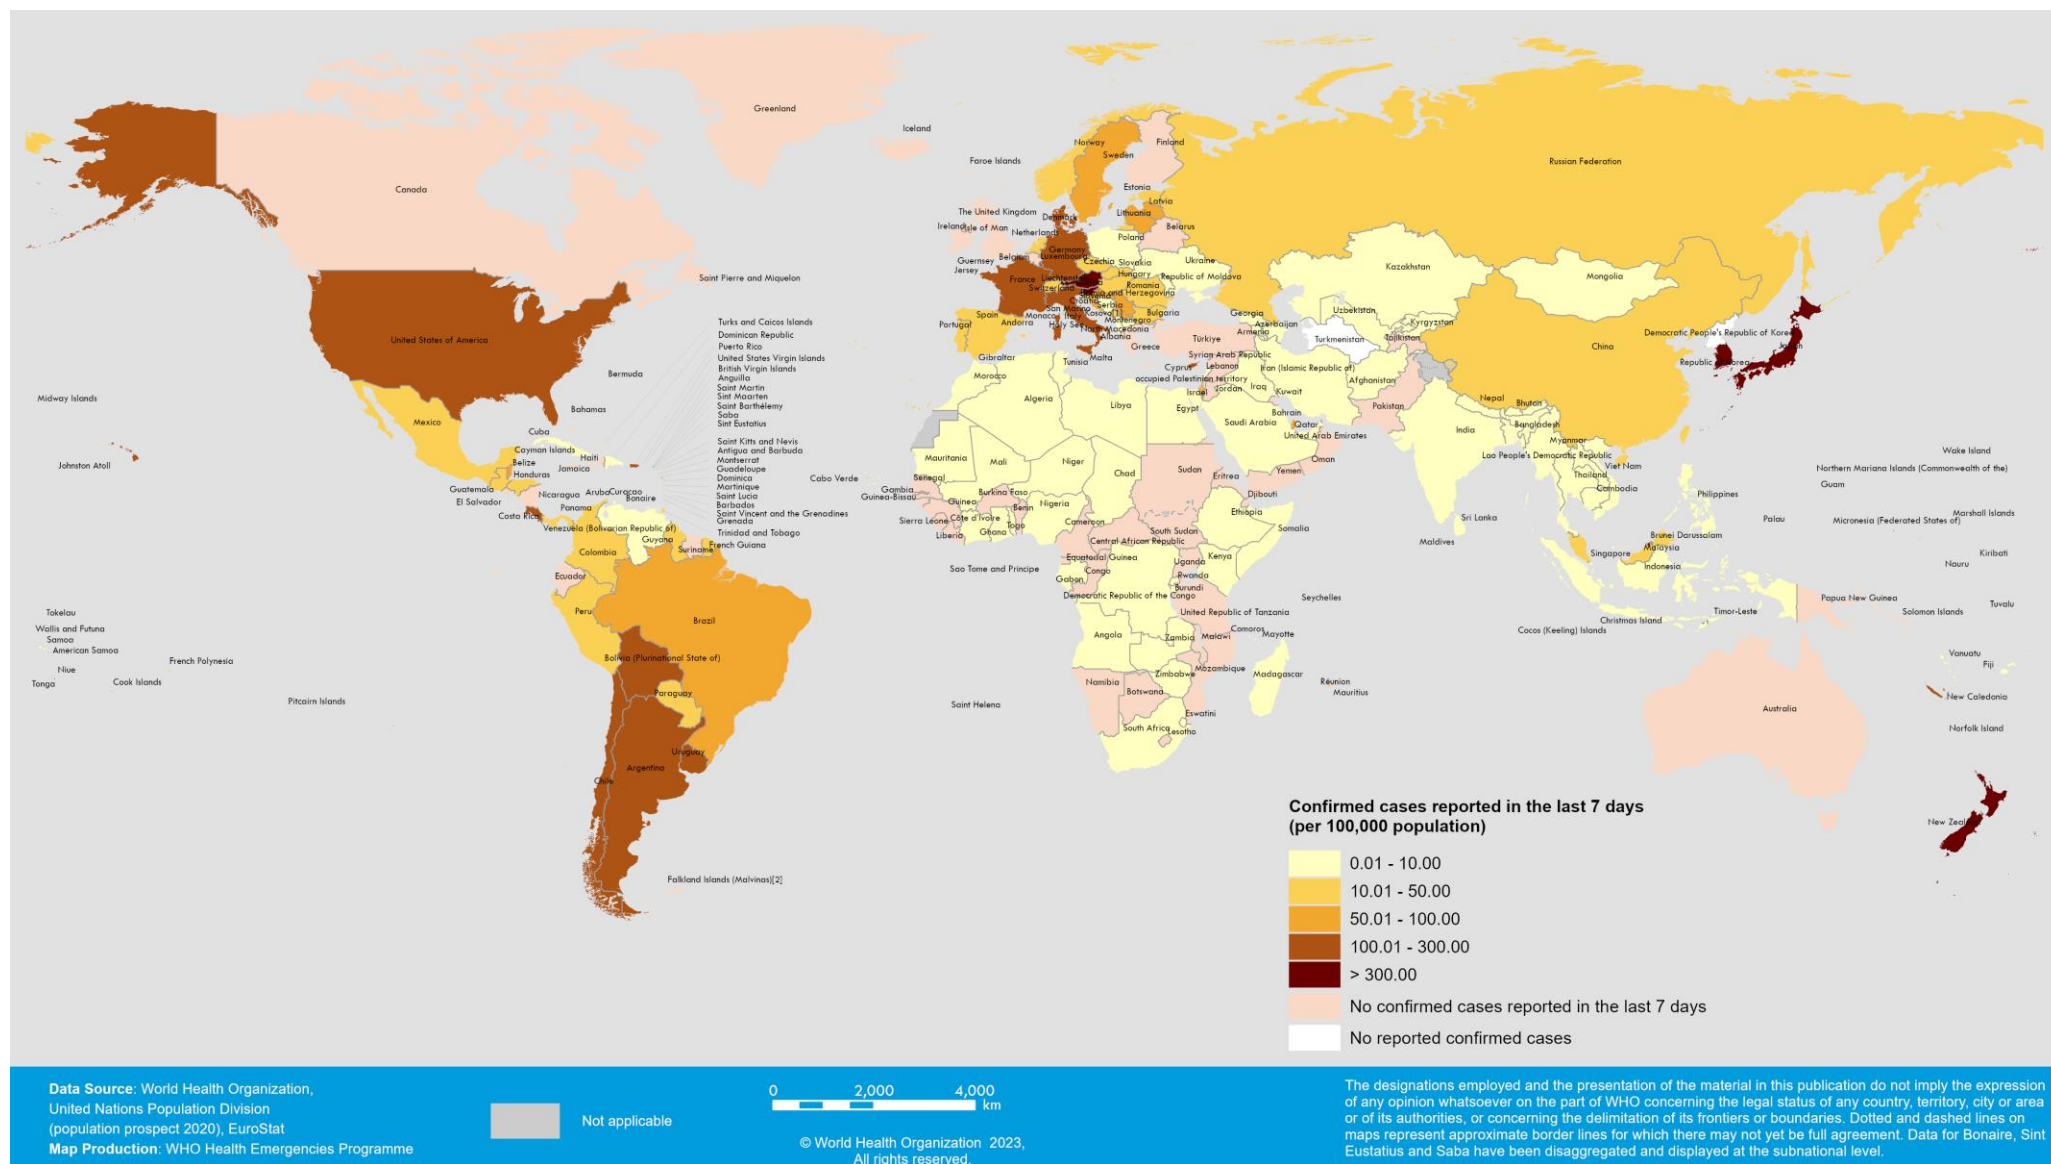 Greenland
Iceland
Faroe Islands
Norway
Sweden
Finland
Russian Federation
Canada
Estonia
Latvia
Lithuania
The United Kingdom
Denmark
Ireland
Isle of Man
Netherlands
Belarus
Poland
Germany
Luxembourg
Guernsey
Belgium
Jersey
Czechia
Slovakia
Ukraine
Kazakhstan
Mongolia
Saint Pierre and Miquelon
France
Liechtenstein
Hungary
Republic of Moldova
Switzerland
Romania
Bosnia and Herzegovina
Croatia
Serbia
San Marino
Spain
Monaco
Italy
Kosovo[1]
Bulgaria
Georgia
Uzbekistan
Portugal
Andorra
Holy See
Montenegro
North Macedonia
Azerbaijan
Kyrgyzstan
Albania
Armenia
Türkiye
Turkmenistan
Tajikistan
Democratic People's Republic of Korea
Greece
China
Japan
Gibraltar
Malta
Tunisia
Syrian Arab Republic
Republic of Korea
Cyprus
Lebanon
Iran (Islamic Republic of)
occupied Palestinian territory
Afghanistan
Morocco
Israel
Jordan
Iraq
Kuwait
Algeria
Libya
Egypt
Pakistan
Nepal
Bhutan
Bahrain
Saudi Arabia
Qatar
United Arab Emirates
India
Bangladesh
Myanmar
Lao People's Democratic Republic
Viet Nam
Thailand
Cambodia
Philippines
Oman
Yemen
United States of America
Turks and Caicos Islands
Dominican Republic
Puerto Rico
United States Virgin Islands
British Virgin Islands
Anguilla
Saint Martin
Sint Maarten
Saint Barthélemy
Saba
Sint Eustatius
Saint Kitts and Nevis
Antigua and Barbuda
Montserrat
Guadeloupe
Dominica
Martinique
Saint Lucia
Barbados
Saint Vincent and the Grenadines
Grenada
Trinidad and Tobago
Bermuda
Midway Islands
Bahamas
Mexico
Cuba
Cayman Islands
Haiti
Belize
Jamaica
Honduras
Johnston Atoll
Guatemala
El Salvador
Nicaragua
Aruba
Curacao
Bonaire
Costa Rica
Panama
Venezuela (Bolivarian Republic of)
Guyana
Suriname
French Guiana
Colombia
Ecuador
Peru
Brazil
Bolivia (Plurinational State of)
Paraguay
Uruguay
Argentina
Chile
Falkland Islands (Malvinas)[2]
Cabo Verde
Mauritania
Mali
Niger
Chad
Sudan
Eritrea
Senegal
Gambia
Guinea-Bissau
Guinea
Burkina Faso
Benin
Nigeria
Djibouti
Ethiopia
Somalia
Sierra Leone
Côte d'Ivoire
Togo
Ghana
Liberia
Cameroon
South Sudan
Central African Republic
Equatorial Guinea
Sao Tome and Principe
Gabon
Congo
Uganda
Kenya
Rwanda
Burundi
Democratic Republic of the Congo
United Republic of Tanzania
Seychelles
Angola
Zambia
Malawi
Comoros
Mayotte
Mozambique
Zimbabwe
Madagascar
Namibia
Botswana
Réunion
Mauritius
Saint Helena
Eswatini
South Africa
Lesotho
Sri Lanka
Maldives
Brunei Darussalam
Malaysia
Singapore
Indonesia
Timor-Leste
Christmas Island
Cocos (Keeling) Islands
Papua New Guinea
Solomon Islands
Wake Island
Northern Mariana Islands (Commonwealth of the)
Guam
Marshall Islands
Palau
Micronesia (Federated States of)
Kiribati
Nauru
Tuvalu
Vanuatu
Fiji
New Caledonia
Norfolk Island
Australia
Tokelau
Wallis and Futuna
Samoa
American Samoa
Niue
Tonga
Cook Islands
French Polynesia
Pitcairn Islands
Confirmed cases reported in the last 7 days
(per 100,000 population)
0.01 - 10.00
10.01 - 50.00
50.01 - 100.00
100.01 - 300.00
> 300.00
No confirmed cases reported in the last 7 days
No reported confirmed cases
Data Source: World Health Organization,
United Nations Population Division
(population prospect 2020), EuroStat
Map Production: WHO Health Emergencies Programme
Not applicable
0 2,000 4,000
km
© World Health Organization 2023,
All rights reserved.
The designations employed and the presentation of the material in this publication do not imply the expression
of any opinion whatsoever on the part of WHO concerning the legal status of any country, territory, city or area
or of its authorities, or concerning the delimitation of its frontiers or boundaries. Dotted and dashed lines on
maps represent approximate border lines for which there may not yet be full agreement. Data for Bonaire, Sint
Eustatius and Saba have been disaggregated and displayed at the subnational level.